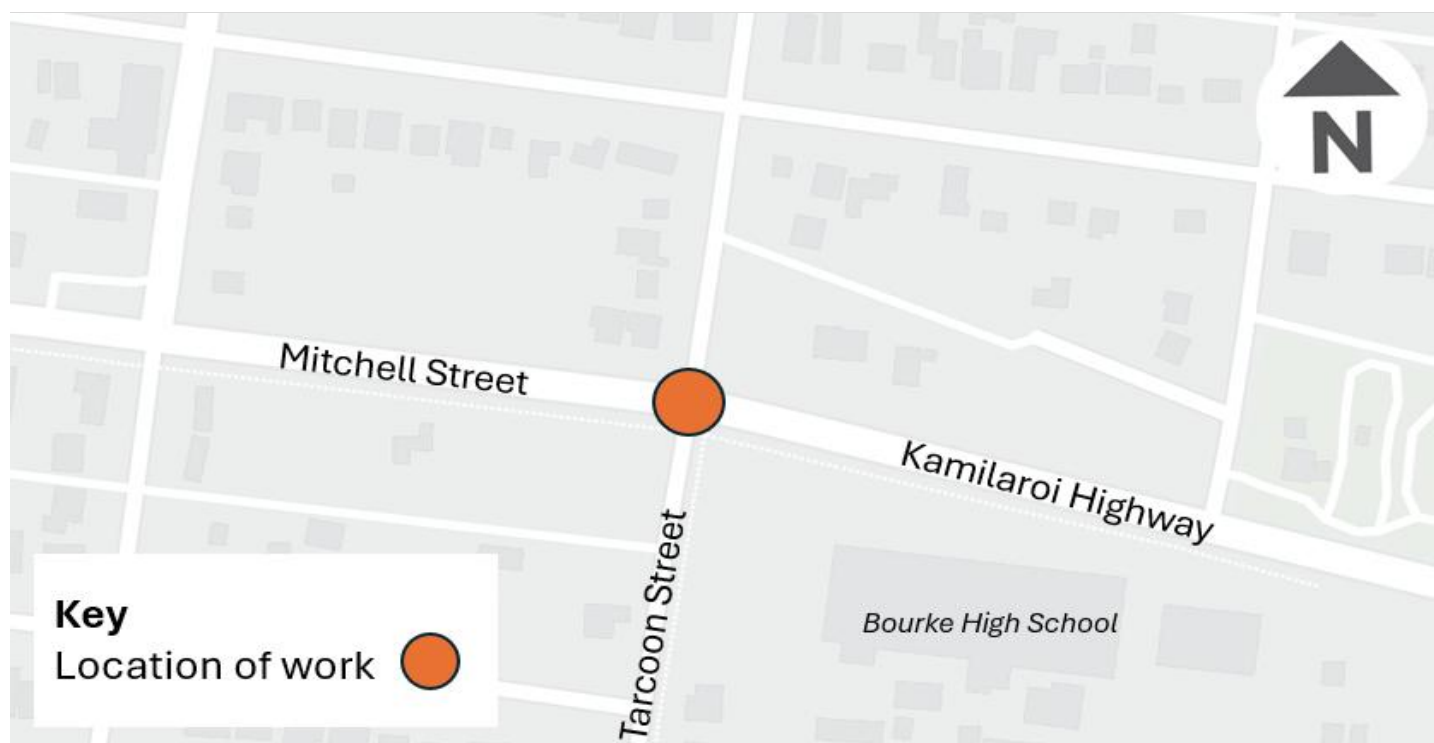 N
Mitchell Street
Kamilaroi Highway
Tarcoon Street
Bourke High School
Key
Location of work